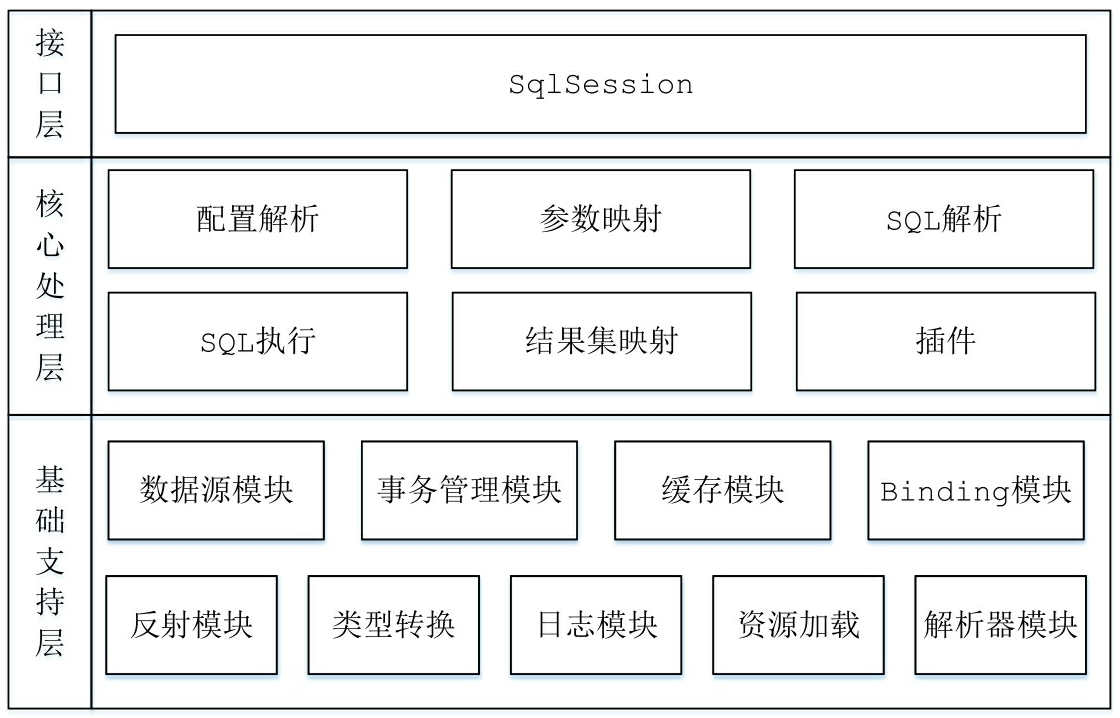 接口层
SqlSession
核心处理层
配置解析
参数映射
SQL解析
SQL执行
结果集映射
插件
基础支持层
数据源模块
事务管理模块
缓存模块
Binding模块
反射模块
类型转换
日志模块
资源加载
解析器模块